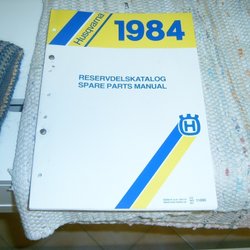 Husqvarna
1984
RESERVDELSKATALOG
SPARE PARTS MANUAL